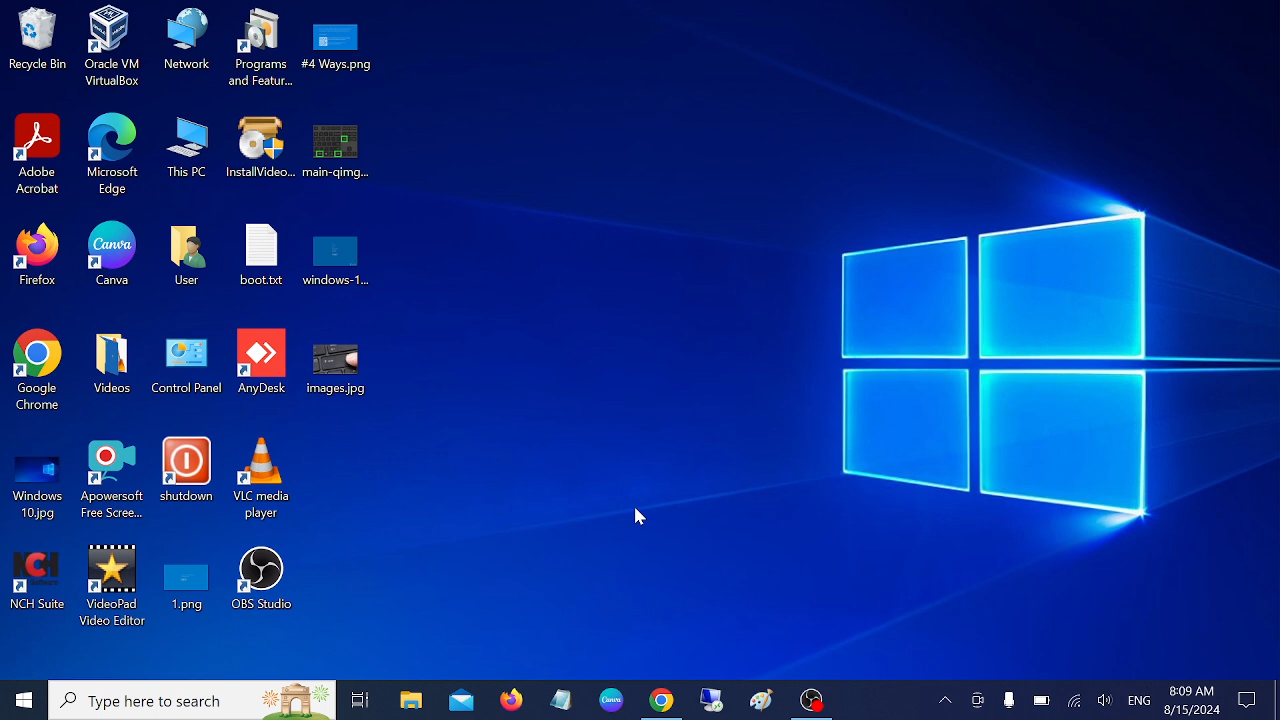 Recycle Bin
Oracle VM
VirtualBox
Network
Programs
and Featur...
#4 Ways.png
Adobe
Acrobat
Microsoft
Edge
This PC
InstallVideo...
main-qimg...
Firefox
Canva
Canva
User
boot.txt
windows-1...
Google
Chrome
Videos
Control Panel
AnyDesk
images.jpg
Windows
10.jpg
Apowersoft
Free Scree...
shutdown
VLC media
player
NCH
NCH Suite
VideoPad
Video Editor
1.png
OBS Studio
Type here to search
Canva
ENG
8:09 AM
8/15/2024